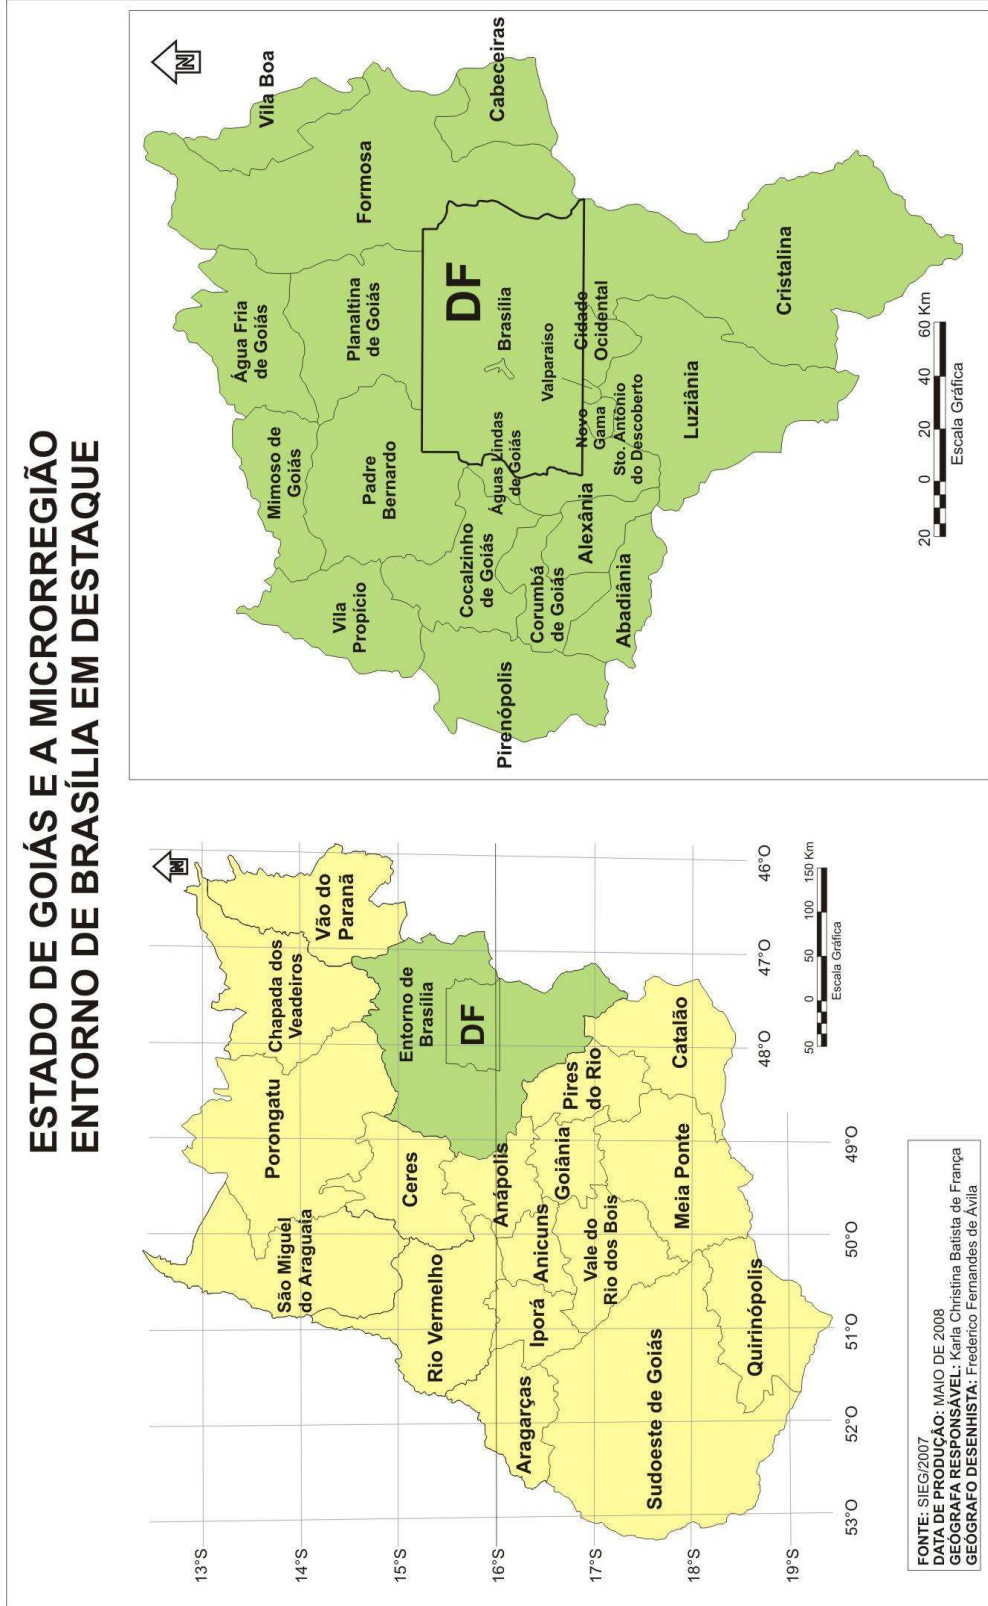 ESTADO DE GOIÁS E A MICRORREGIÃO
ENTORNO DE BRASÍLIA EM DESTAQUE
N
13°S
14°S
15°S
16°S
17°S
18°S
19°S
53°O
52°O
51°O
50°O
49°O
48°O
47°O
46°O
São Miguel
do Araguaia
Porongatu
Chapada dos
Veadeiros
Vão do
Paranã
Rio Vermelho
Ceres
Entorno de
Brasília
DF
Aragarças
Iporá
Anicuns
Anápolis
Goiânia
Pires
do Rio
Vale do
Rio dos Bois
Sudoeste de Goiás
Meia Ponte
Catalão
Quirinópolis
50 0 50 100 150 Km
Escala Gráfica
FONTE: SIEG/2007
DATA DE PRODUÇÃO: MAIO DE 2008
GEÓGRAFA RESPONSÁVEL: Karla Christina Batista de França
GEÓGRAFO DESENHISTA: Frederico Fernandes de Ávila
N
Vila Boa
Água Fria
de Goiás
Mimoso de
Goiás
Formosa
Planaltina
de Goiás
Padre
Bernardo
Vila
Propício
Cabeceiras
DF
Brasília
Águas Lindas
de Goiás
Cocalzinho
de Goiás
Pirenópolis
Corumbá
de Goiás
Valparaíso
Cidado
Ocidental
Novo
Gama
Alexânia
Sto. Antônio
do Descoberto
Abadiânia
Luziânia
Cristalina
20 0 20 40 60 Km
Escala Gráfica